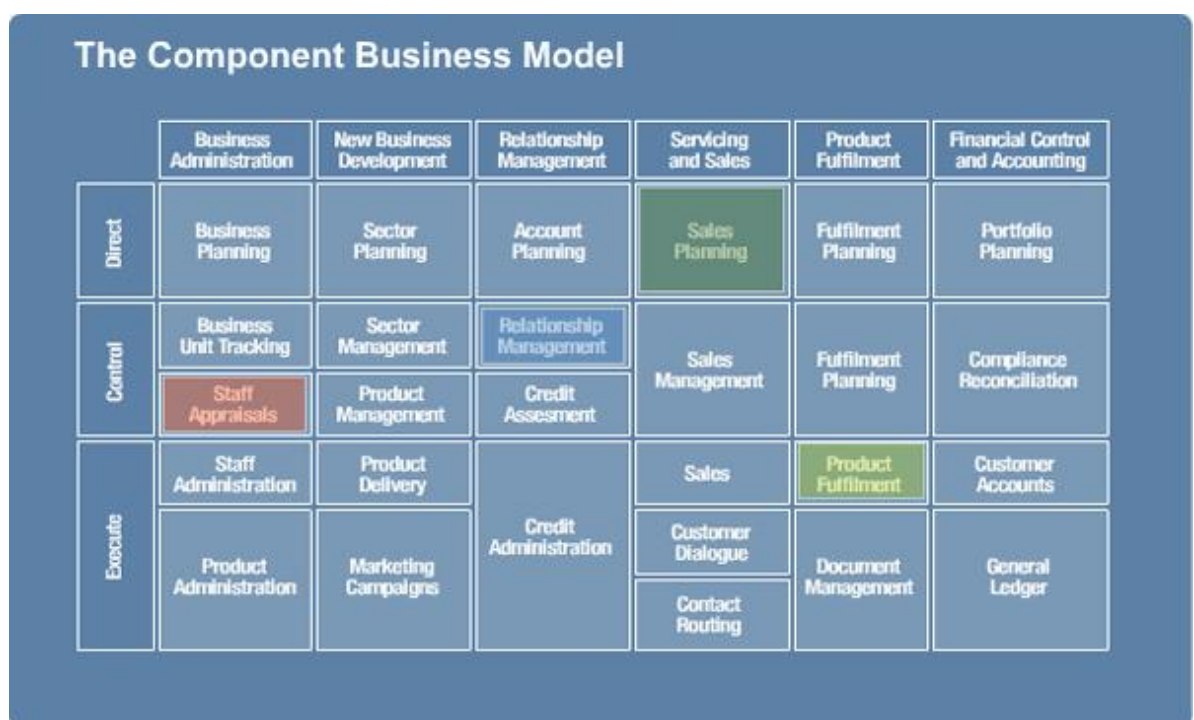 The Component Business Model
Business
Administration
New Business
Development
Relationship
Management
Servicing
and Sales
Product
Fulfilment
Financial Control
and Accounting
Direct
Business
Planning
Sector
Planning
Account
Planning
Sales
Planning
Fulfilment
Planning
Portfolio
Planning
Control
Business
Unit Tracking
Sector
Management
Relationship
Management
Sales
Management
Fulfilment
Planning
Compliance
Reconciliation
Staff
Appraisals
Product
Management
Credit
Assesment
Execute
Staff
Administration
Product
Delivery
Credit
Administration
Sales
Product
Fulfilment
Customer
Accounts
Product
Administration
Marketing
Campaigns
Customer
Dialogue
Document
Management
General
Ledger
Contact
Routing